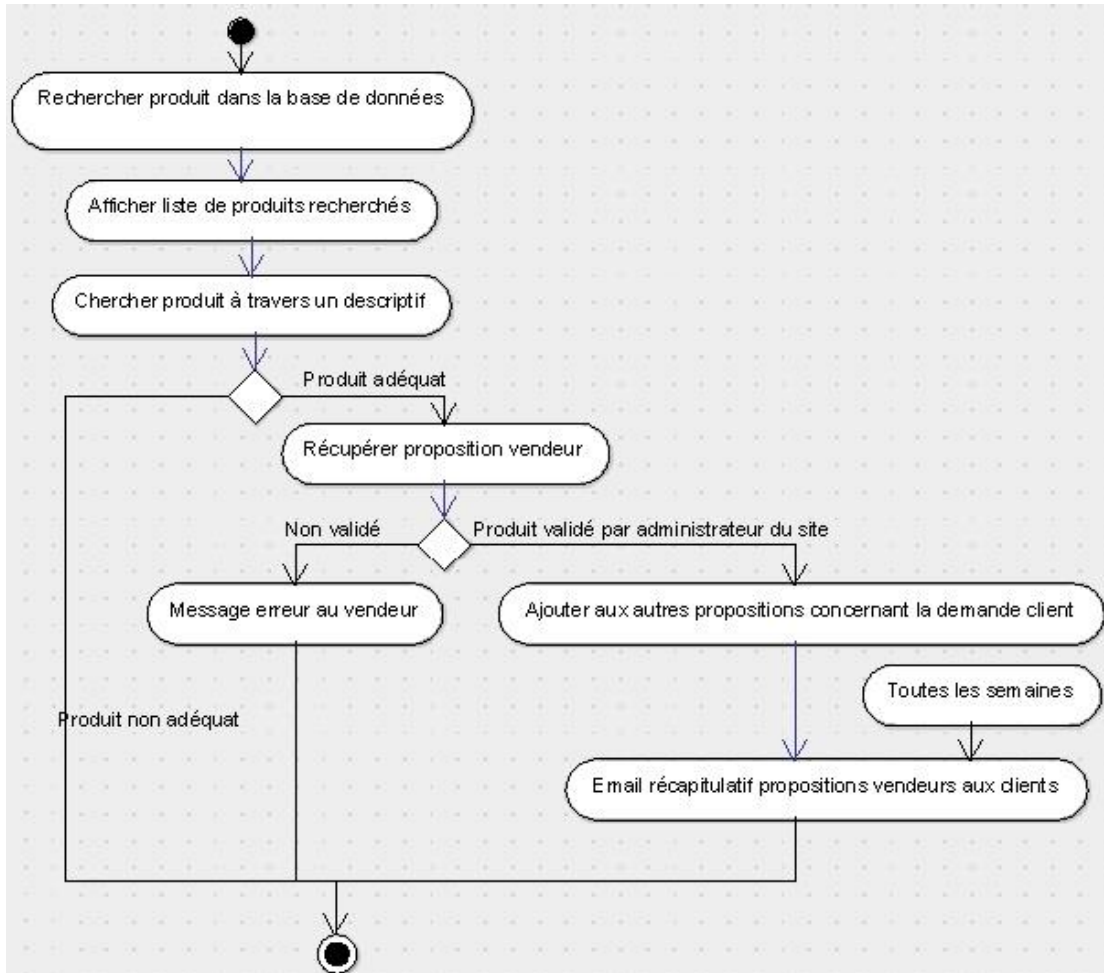 Rechercher produit dans la base de données
Afficher liste de produits recherchés
Chercher produit à travers un descriptif
Produit adéquat
Récupérer proposition vendeur
Non validé
Produit validé par administrateur du site
Message erreur au vendeur
Ajouter aux autres propositions concernant la demande client
Toutes les semaines
Produit non adéquat
Email récapitulatif propositions vendeurs aux clients